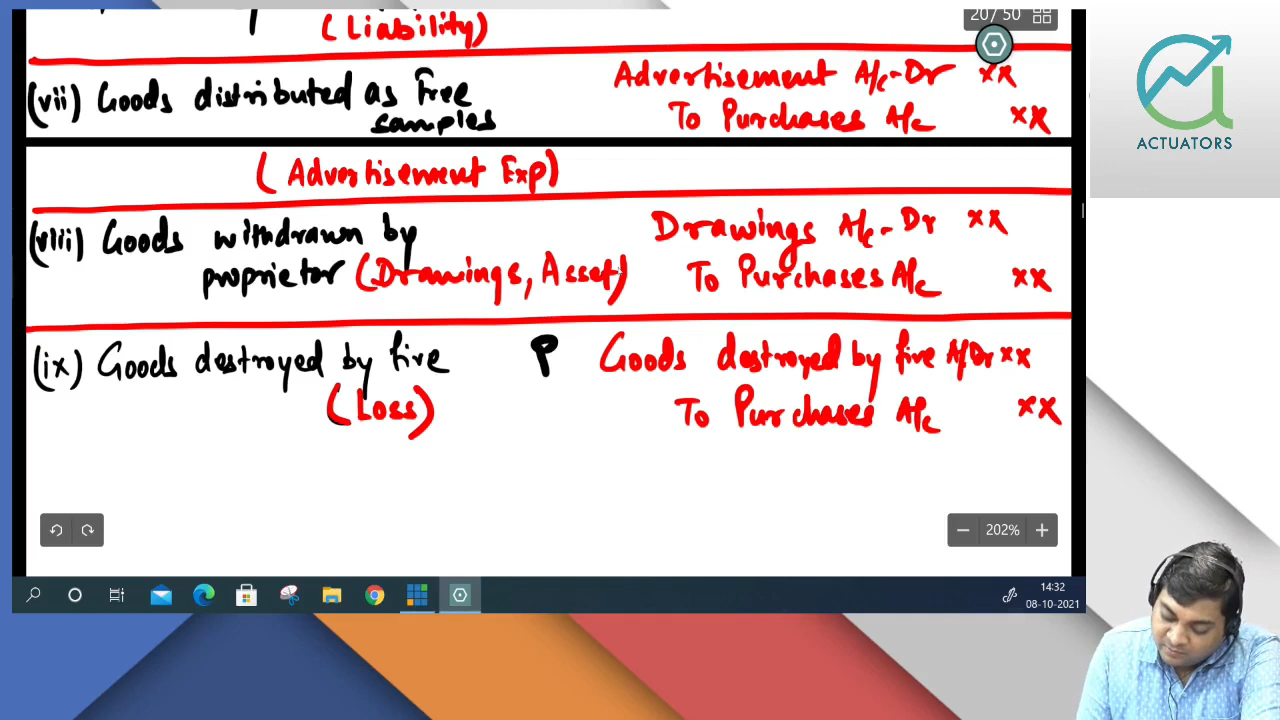 (Liability)
20/50
(vii) Goods distributed as Free samples
Advertisement A/c - Dr xx
To Purchases A/c xx
ACTUATORS
(Advertisement Exp)
(viii) Goods withdrawn by
proprietor (Drawings, Asset)
Drawings A/c - Dr xx
To Purchases A/c xx
(ix) Goods destroyed by fire
(Loss)
P
Goods destroyed by fire A/c Dr xx
To Purchases A/c xx
202%
14:32
08-10-2021